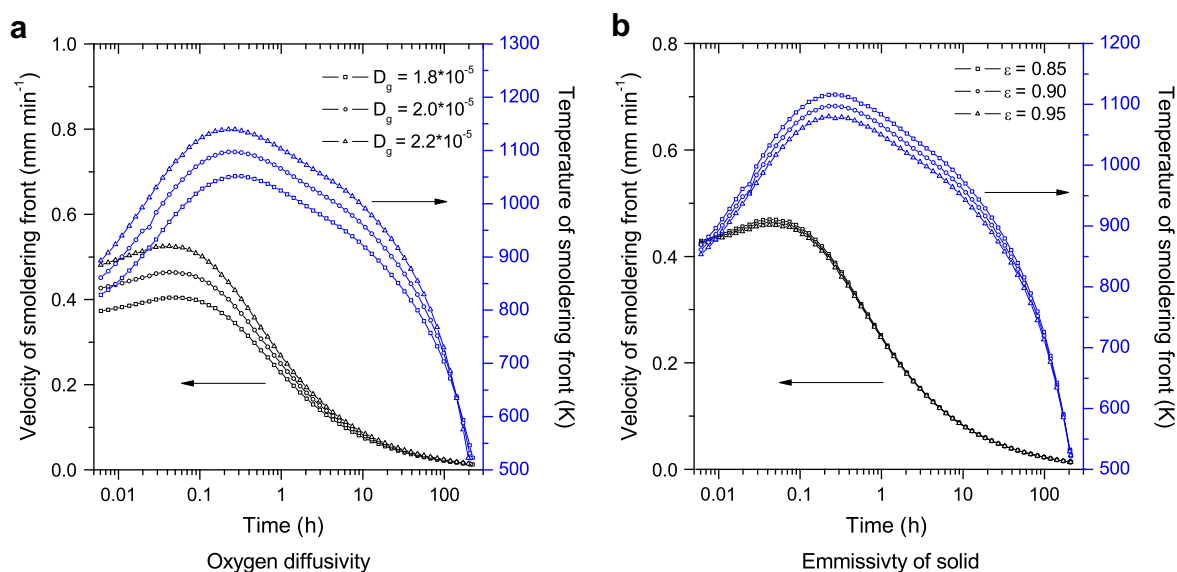 a
Velocity of smoldering front (mm min⁻¹)
1.0
0.8
0.6
0.4
0.2
0.0
0.01
0.1
1
10
100
Time (h)
1300
1200
1100
1000
900
800
700
600
500
Temperature of smoldering front (K)
D_g = 1.8*10⁻⁵
D_g = 2.0*10⁻⁵
D_g = 2.2*10⁻⁵
Oxygen diffusivity
b
Velocity of smoldering front (mm min⁻¹)
0.8
0.6
0.4
0.2
0.0
0.01
0.1
1
10
100
Time (h)
1200
1100
1000
900
800
700
600
500
Temperature of smoldering front (K)
ε = 0.85
ε = 0.90
ε = 0.95
Emmissivty of solid